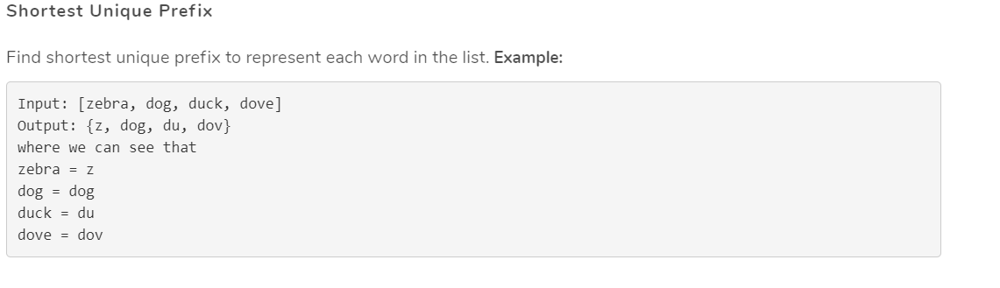 Shortest Unique Prefix
Find shortest unique prefix to represent each word in the list. Example:
Input: [zebra, dog, duck, dove]
Output: {z, dog, du, dov}
where we can see that
zebra = z
dog = dog
duck = du
dove = dov